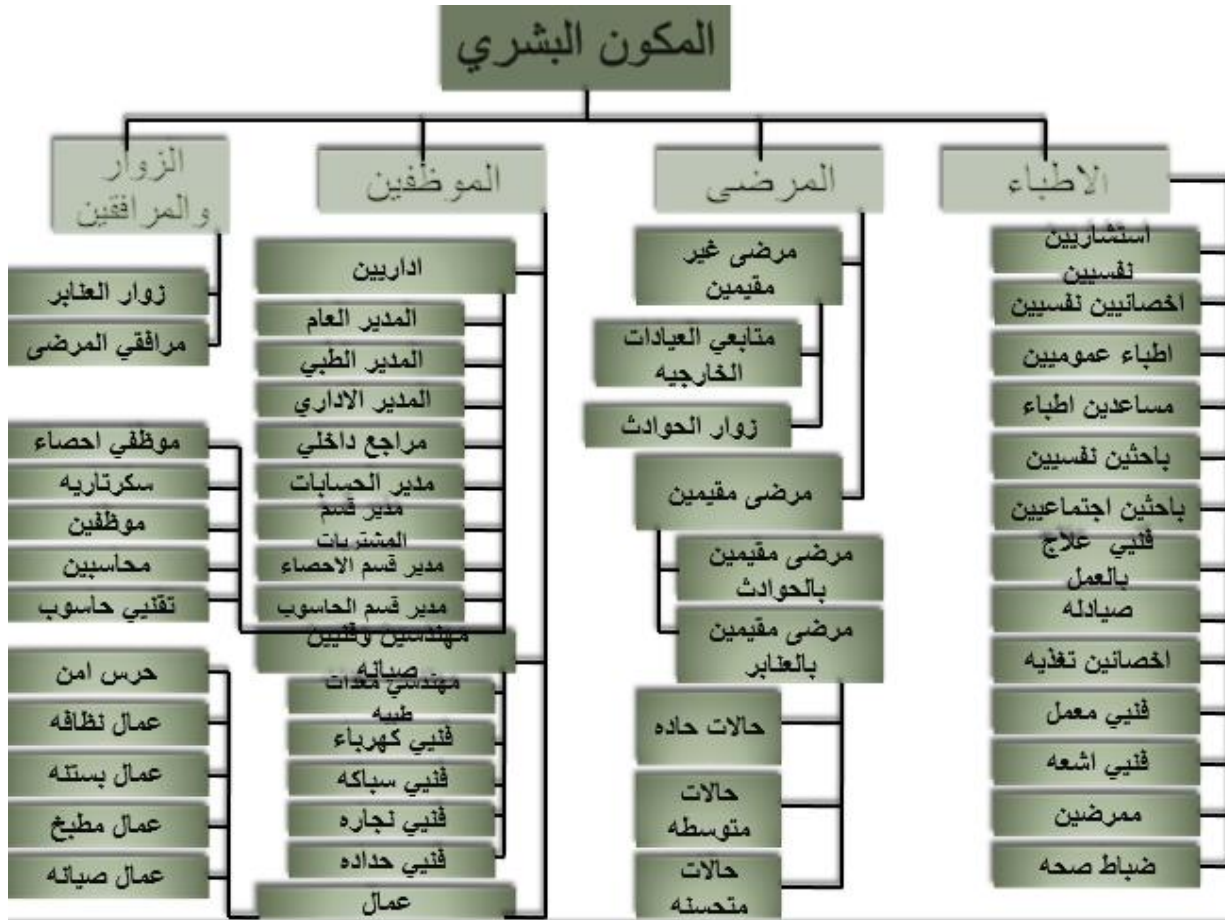 المكون البشري
الاطباء
استشاريين
نفسيين
اخصائيين نفسيين
اطباء عموميين
مساعدين اطباء
باحثين نفسيين
باحثين اجتماعيين
فنيي علاج
بالعمل
صيادله
اخصائين تغذيه
فنيي معمل
فنيي اشعه
ممرضين
ضباط صحه
المرضى
مرضى غير
مقيمين
متابعي العيادات
الخارجيه
زوار الحوادث
مرضى مقيمين
مرضى مقيمين
بالحوادث
مرضى مقيمين
بالعنابر
حالات حاده
حالات
متوسطه
حالات
متحسنه
الموظفين
اداريين
المدير العام
المدير الطبي
المدير الاداري
مراجع داخلي
مدير الحسابات
مدير قسم
المشتريات
مدير قسم الاحصاء
مدير قسم الحاسوب
موظفي احصاء
سكرتاريه
موظفين
محاسبين
تقنيي حاسوب
مهندسين وفنيين
صيانه
مهندسي معدات
طبيه
فنيي كهرباء
فنيي سباكه
فنيي نجاره
فنيي حداده
عمال
حرس امن
عمال نظافه
عمال بستنه
عمال مطبخ
عمال صيانه
الزوار
والمرافقين
زوار العنابر
مرافقي المرضى